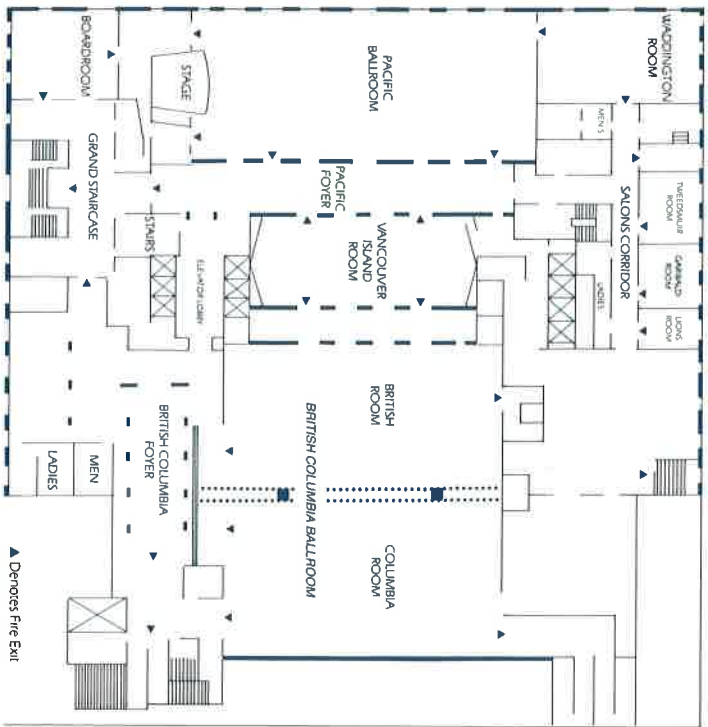 WADDINGTON
ROOM
MEN'S
TWEEDSMUIR
ROOM
GARIBALDI
ROOM
LIONS
ROOM
SALONS CORRIDOR
LADIES
PACIFIC
BALLROOM
PACIFIC
FOYER
VANCOUVER
ISLAND
ROOM
BRITISH
ROOM
BRITISH COLUMBIA BALLROOM
COLUMBIA
ROOM
STAGE
BOARDROOM
GRAND STAIRCASE
STAIRS
ELEVATOR LOBBY
BRITISH COLUMBIA
FOYER
MEN
LADIES
Denotes Fire Exit